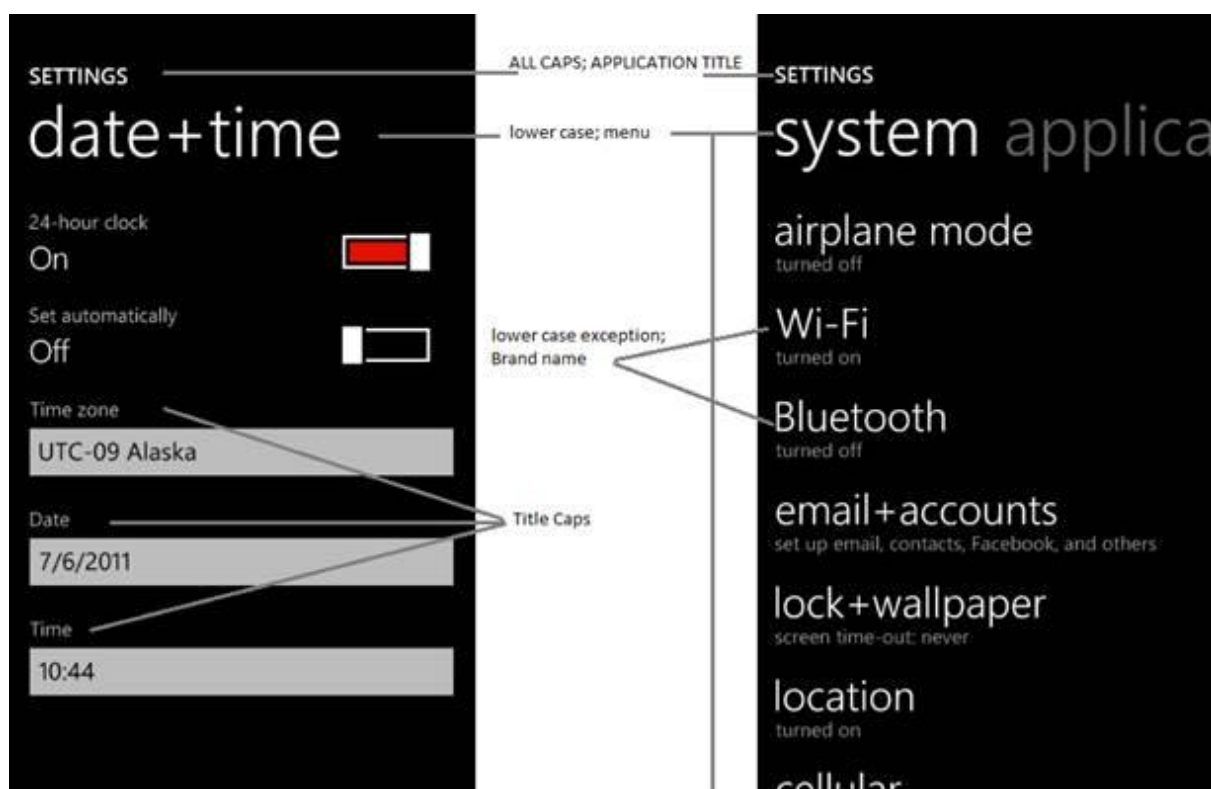 SETTINGS
date+time
24-hour clock
On
Set automatically
Off
Time zone
UTC-09 Alaska
Date
7/6/2011
Time
10:44
ALL CAPS; APPLICATION TITLE
lower case; menu
lower case exception;
Brand name
Title Caps
SETTINGS
system applica
airplane mode
turned off
Wi-Fi
turned on
Bluetooth
turned off
email+accounts
set up email, contacts, Facebook, and others
lock+wallpaper
screen time-out: never
location
turned on
cellular